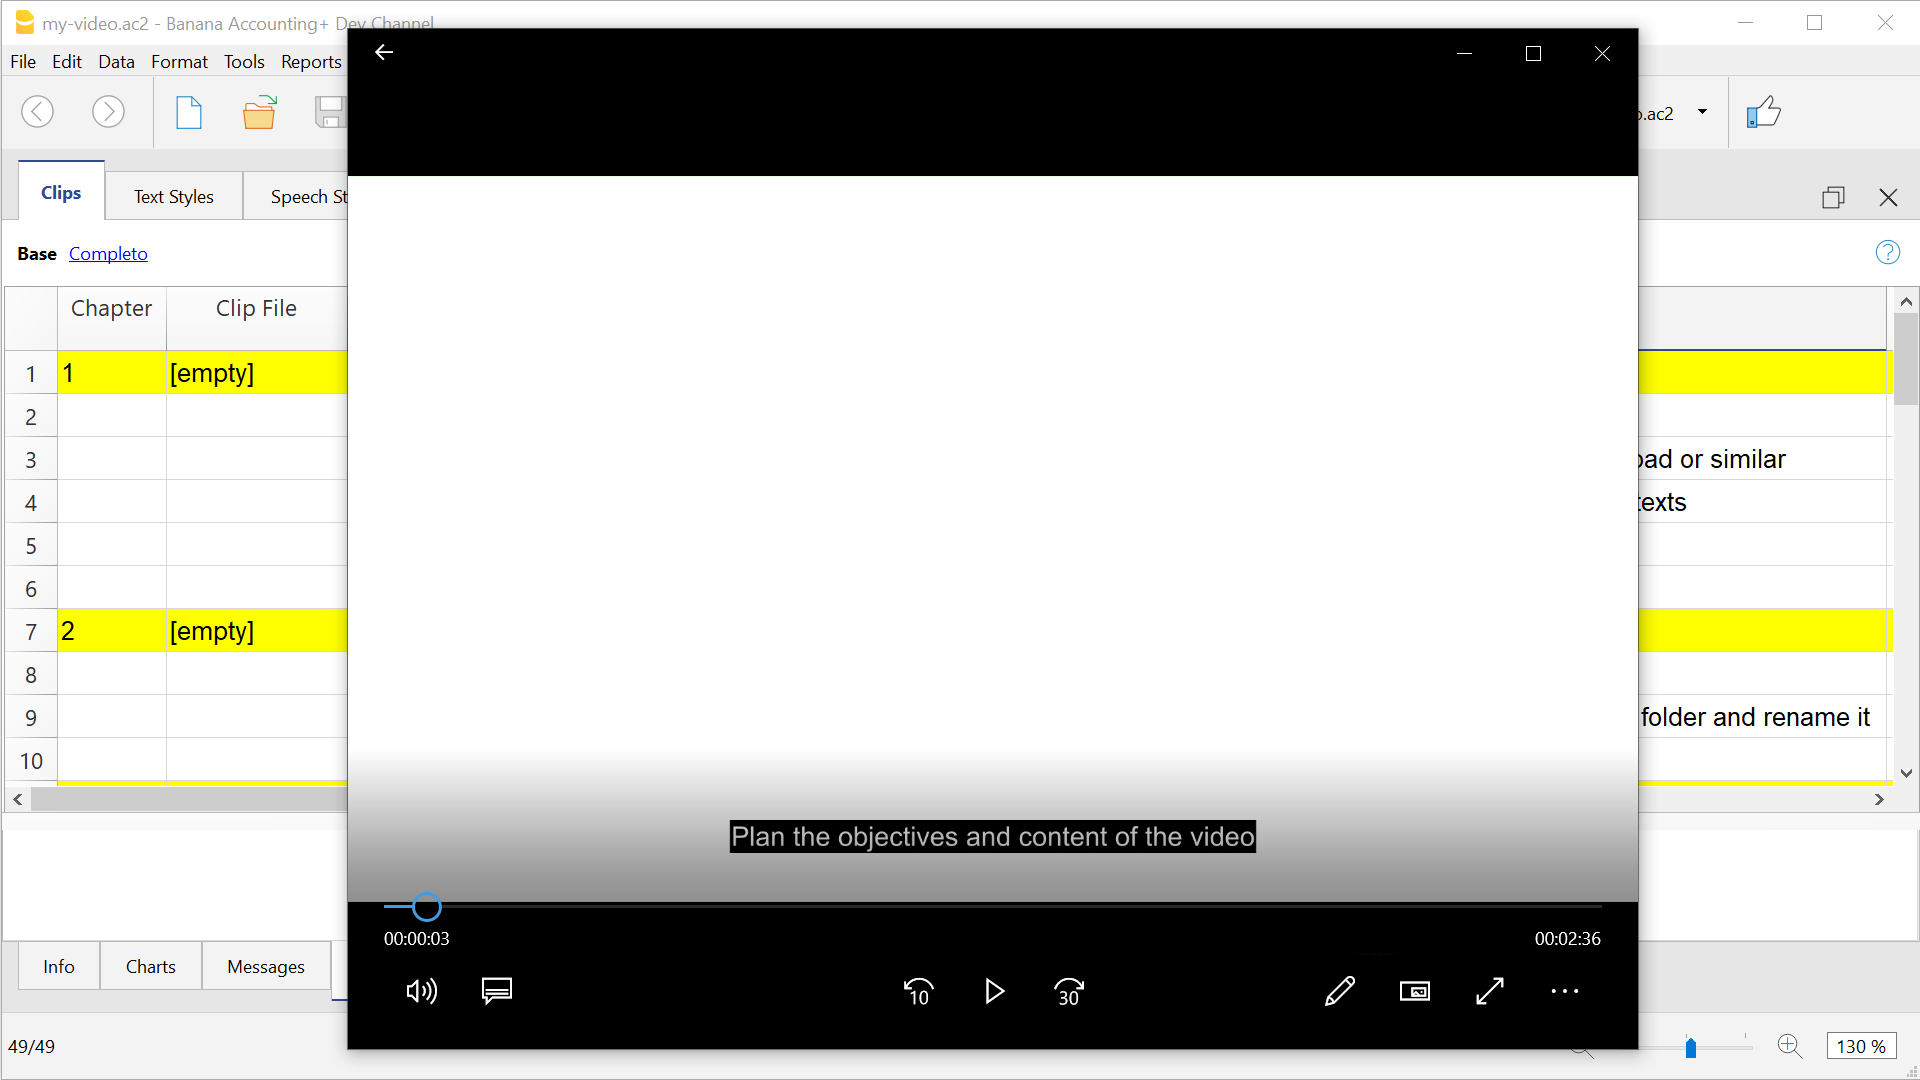 my-video.ac2 - Banana Accounting+ Dev Channel
File Edit Data Format Tools Reports
.ac2
Clips Text Styles Speech St
Base Completo
Chapter Clip File
1 1 [empty]
2
3 oad or similar
4 texts
5
6
7 2 [empty]
8
9 folder and rename it
10
Plan the objectives and content of the video
00:00:03 00:02:36
Info Charts Messages
10 30
49/49 130 %